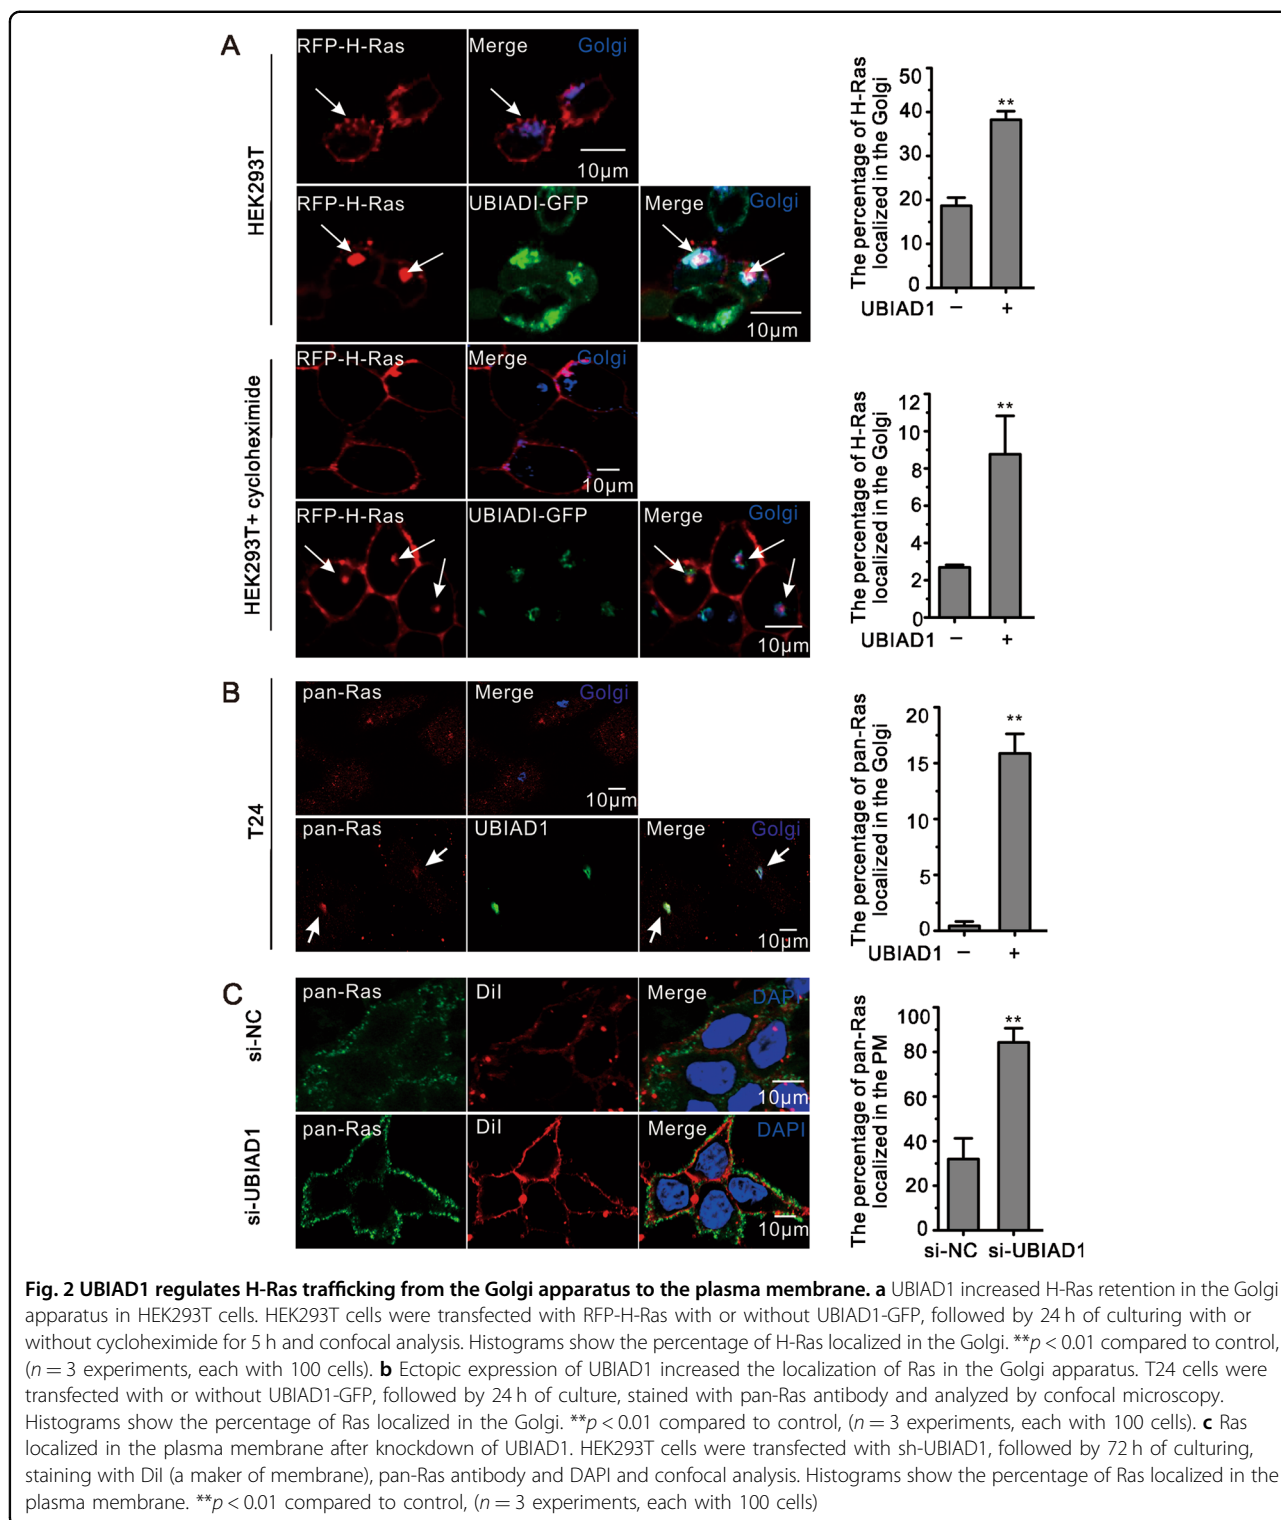 A
HEK293T
RFP-H-Ras
Merge
Golgi
10μm
RFP-H-Ras
UBIADI-GFP
Merge
Golgi
10μm
The percentage of H-Ras
localized in the Golgi
50
40
30
20
10
0
**
UBIAD1 − +
HEK293T+ cycloheximide
RFP-H-Ras
Merge
Golgi
10μm
RFP-H-Ras
UBIADI-GFP
Merge
Golgi
10μm
The percentage of H-Ras
localized in the Golgi
12
10
8
6
4
2
0
**
UBIAD1 − +
B
T24
pan-Ras
Merge
Golgi
10μm
pan-Ras
UBIAD1
Merge
Golgi
10μm
The percentage of pan-Ras
localized in the Golgi
20
15
10
5
0
**
UBIAD1 − +
C
si-NC
pan-Ras
DiI
Merge
DAPI
10μm
si-UBIAD1
pan-Ras
DiI
Merge
DAPI
10μm
The percentage of pan-Ras
localized in the PM
100
80
60
40
20
0
**
si-NC si-UBIAD1
Fig. 2 UBIAD1 regulates H-Ras trafficking from the Golgi apparatus to the plasma membrane. a UBIAD1 increased H-Ras retention in the Golgi
apparatus in HEK293T cells. HEK293T cells were transfected with RFP-H-Ras with or without UBIAD1-GFP, followed by 24 h of culturing with or
without cycloheximide for 5 h and confocal analysis. Histograms show the percentage of H-Ras localized in the Golgi. **p < 0.01 compared to control,
(n = 3 experiments, each with 100 cells). b Ectopic expression of UBIAD1 increased the localization of Ras in the Golgi apparatus. T24 cells were
transfected with or without UBIAD1-GFP, followed by 24 h of culture, stained with pan-Ras antibody and analyzed by confocal microscopy.
Histograms show the percentage of Ras localized in the Golgi. **p < 0.01 compared to control, (n = 3 experiments, each with 100 cells). c Ras
localized in the plasma membrane after knockdown of UBIAD1. HEK293T cells were transfected with sh-UBIAD1, followed by 72 h of culturing,
staining with DiI (a maker of membrane), pan-Ras antibody and DAPI and confocal analysis. Histograms show the percentage of Ras localized in the
plasma membrane. **p < 0.01 compared to control, (n = 3 experiments, each with 100 cells)